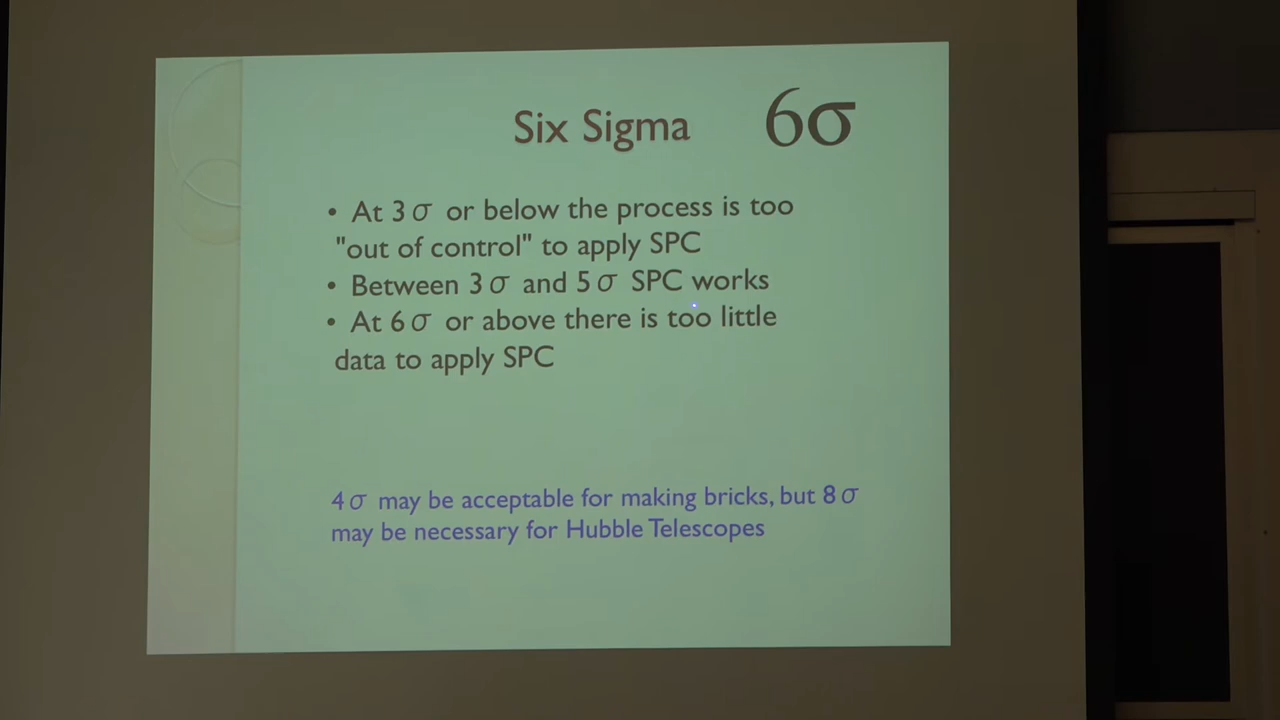 Six Sigma 6σ
• At 3σ or below the process is too
"out of control" to apply SPC
• Between 3σ and 5σ SPC works
• At 6σ or above there is too little
data to apply SPC
4σ may be acceptable for making bricks, but 8σ
may be necessary for Hubble Telescopes